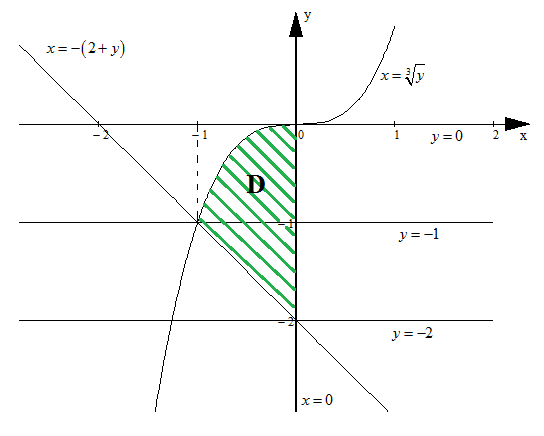 y
x=-(2+y)
x=∛y
-2
-1
0
1
2
x
y=0
D
-1
y=-1
-2
y=-2
x=0